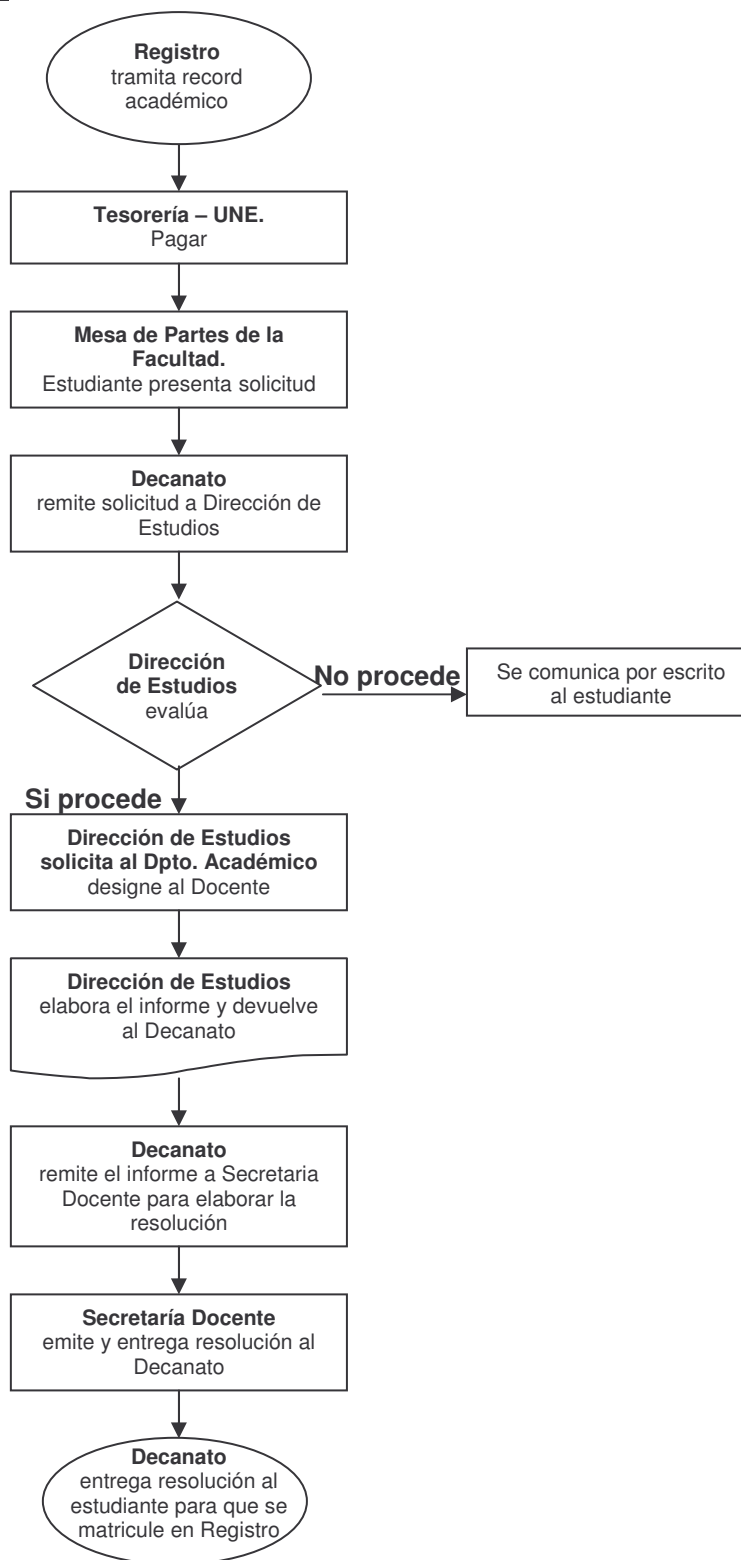 Registro
tramita record
académico
Tesorería – UNE.
Pagar
Mesa de Partes de la
Facultad.
Estudiante presenta solicitud
Decanato
remite solicitud a Dirección de
Estudios
Dirección
de Estudios
evalúa
No procede
Se comunica por escrito
al estudiante
Si procede
Dirección de Estudios
solicita al Dpto. Académico
designe al Docente
Dirección de Estudios
elabora el informe y devuelve
al Decanato
Decanato
remite el informe a Secretaria
Docente para elaborar la
resolución
Secretaría Docente
emite y entrega resolución al
Decanato
Decanato
entrega resolución al
estudiante para que se
matricule en Registro